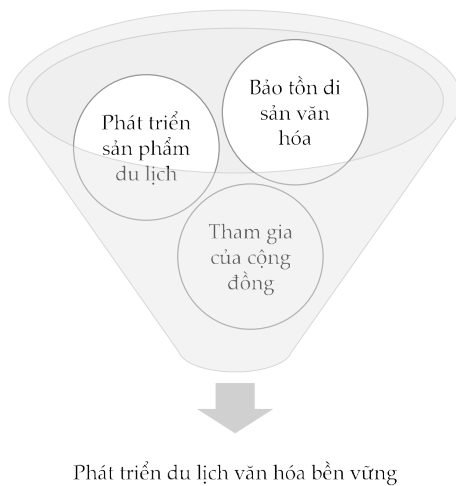 Phát triển
sản phẩm
du lịch
Bảo tồn di
sản văn
hóa
Tham gia
của cộng
đồng
Phát triển du lịch văn hóa bền vững